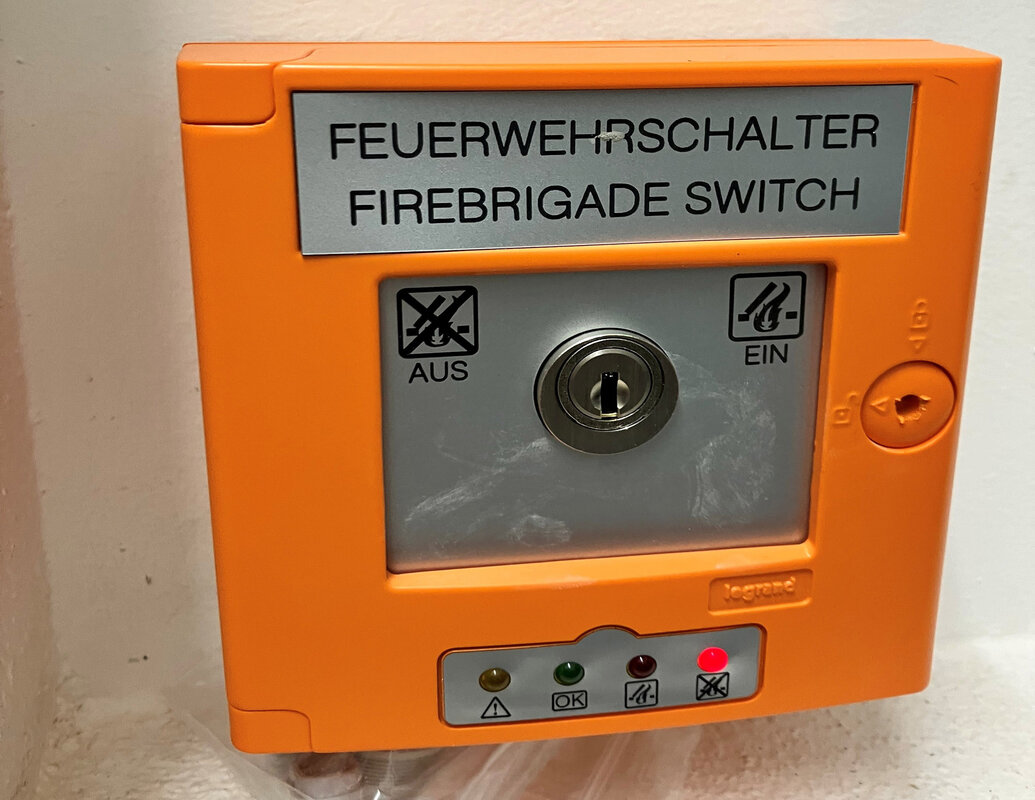 FEUERWEHRSCHALTER
FIREBRIGADE SWITCH
AUS
EIN
legrand
OK